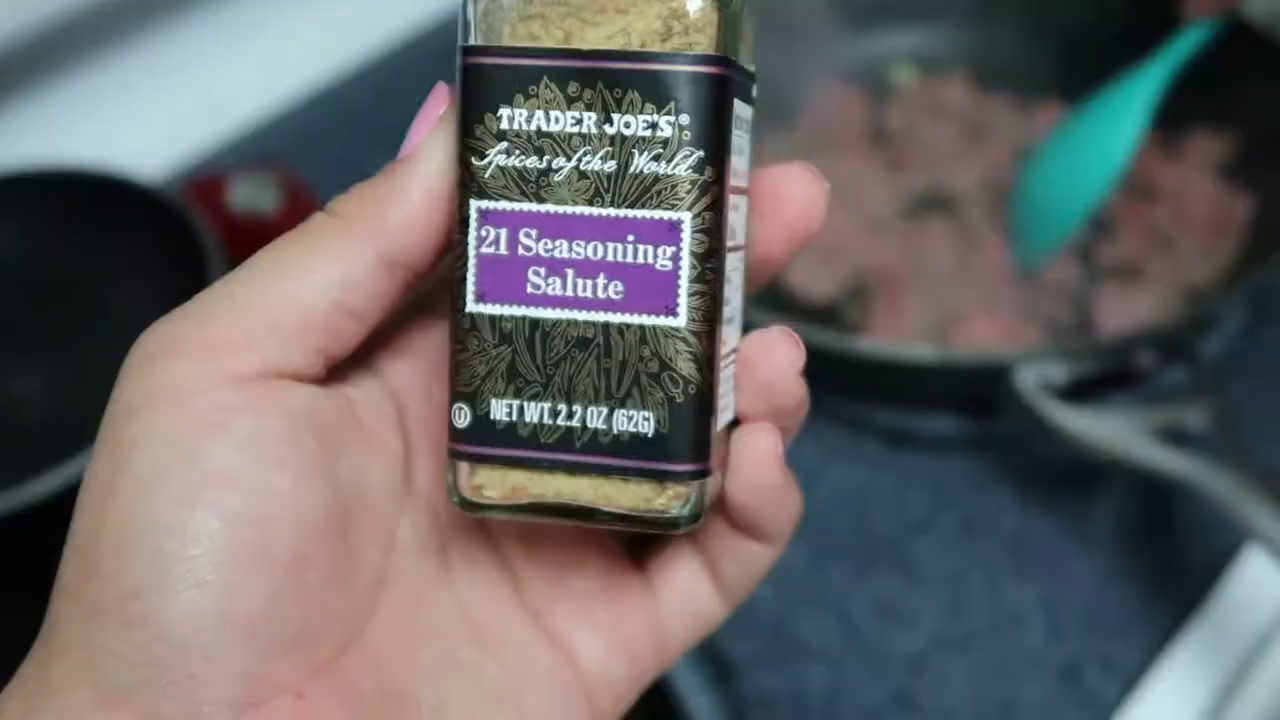 TRADER JOE'S®
Spices of the World
21 Seasoning
Salute
U
NET WT. 2.2 OZ (62G)